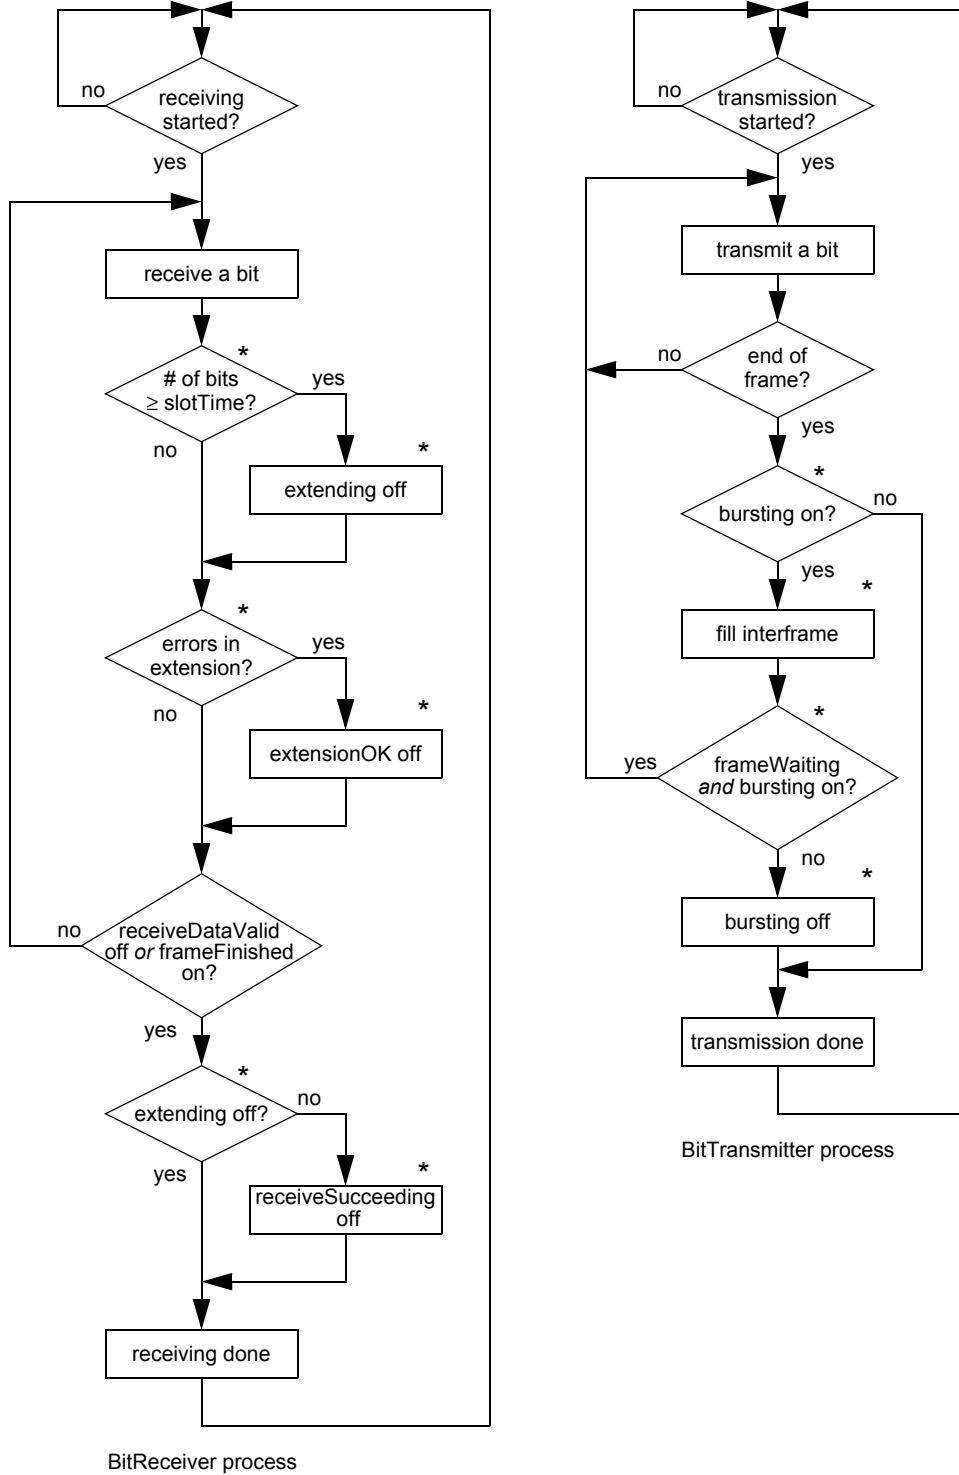 no
receiving
started?
yes
receive a bit
*
# of bits
≥ slotTime?
yes
no
*
extending off
*
errors in
extension?
yes
no
*
extensionOK off
no
receiveDataValid
off or frameFinished
on?
yes
*
extending off?
no
yes
*
receiveSucceeding
off
receiving done
BitReceiver process
no
transmission
started?
yes
transmit a bit
no
end of
frame?
yes
*
bursting on?
no
yes
*
fill interframe
*
yes
frameWaiting
and bursting on?
no
*
bursting off
transmission done
BitTransmitter process